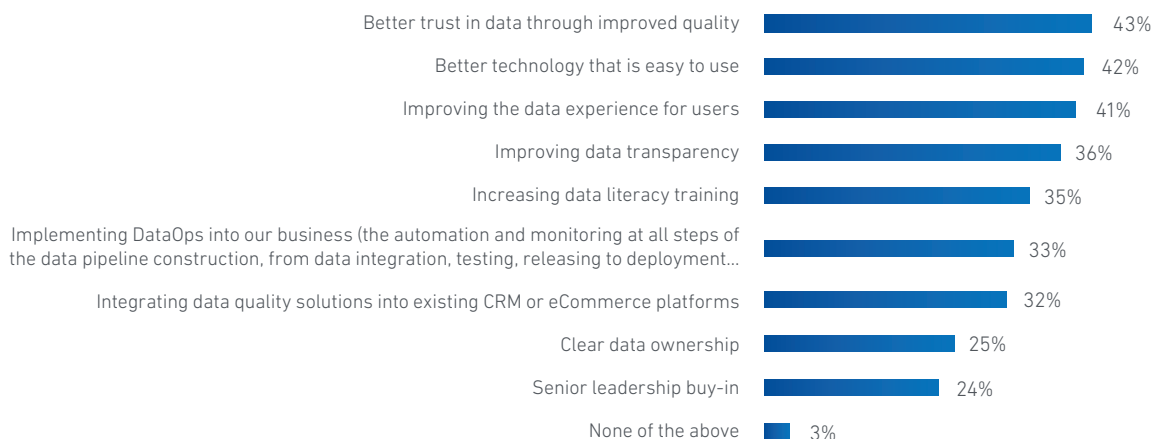 Better trust in data through improved quality 43%
Better technology that is easy to use 42%
Improving the data experience for users 41%
Improving data transparency 36%
Increasing data literacy training 35%
Implementing DataOps into our business (the automation and monitoring at all steps of
the data pipeline construction, from data integration, testing, releasing to deployment... 33%
Integrating data quality solutions into existing CRM or eCommerce platforms 32%
Clear data ownership 25%
Senior leadership buy-in 24%
None of the above 3%